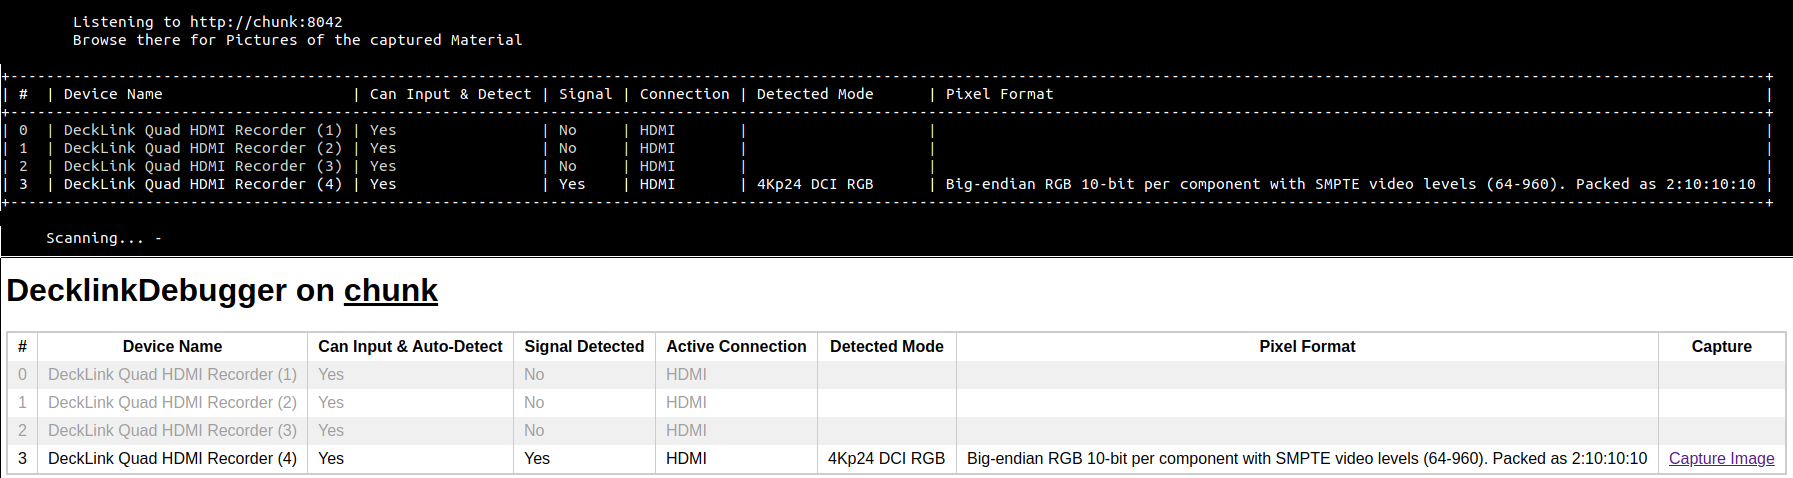 Listening to http://chunk:8042
Browse there for Pictures of the captured Material
+-----------------------------------------------------------------------------------------------------------------------------------------------------------------------------------------------------+
| # | Device Name | Can Input & Detect | Signal | Connection | Detected Mode | Pixel Format |
+-----------------------------------------------------------------------------------------------------------------------------------------------------------------------------------------------------+
| 0 | DeckLink Quad HDMI Recorder (1) | Yes | No | HDMI | | |
| 1 | DeckLink Quad HDMI Recorder (2) | Yes | No | HDMI | | |
| 2 | DeckLink Quad HDMI Recorder (3) | Yes | No | HDMI | | |
| 3 | DeckLink Quad HDMI Recorder (4) | Yes | Yes | HDMI | 4Kp24 DCI RGB | Big-endian RGB 10-bit per component with SMPTE video levels (64-960). Packed as 2:10:10:10 |
+-----------------------------------------------------------------------------------------------------------------------------------------------------------------------------------------------------+
Scanning... -
DecklinkDebugger on chunk
# Device Name Can Input & Auto-Detect Signal Detected Active Connection Detected Mode Pixel Format Capture
0 DeckLink Quad HDMI Recorder (1) Yes No HDMI
1 DeckLink Quad HDMI Recorder (2) Yes No HDMI
2 DeckLink Quad HDMI Recorder (3) Yes No HDMI
3 DeckLink Quad HDMI Recorder (4) Yes Yes HDMI 4Kp24 DCI RGB Big-endian RGB 10-bit per component with SMPTE video levels (64-960). Packed as 2:10:10:10 Capture Image